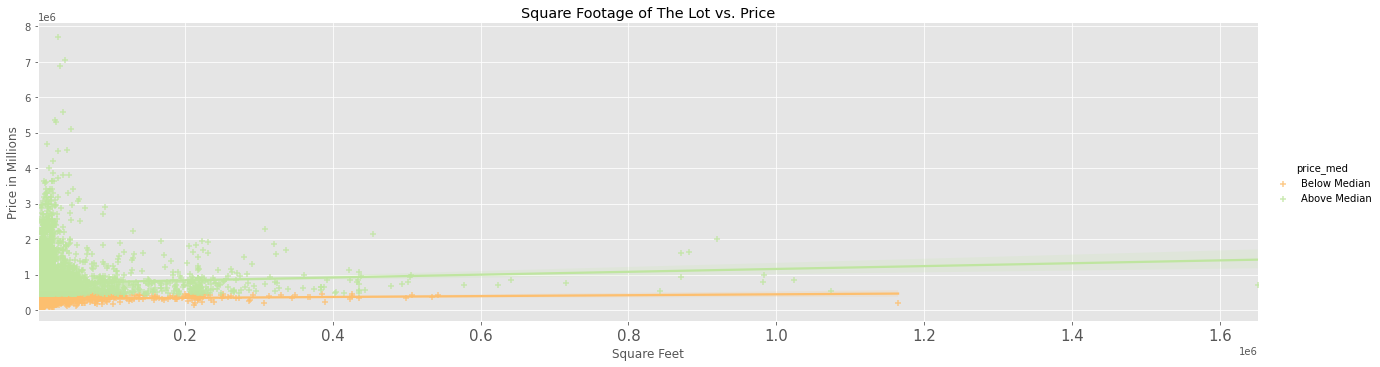 Square Footage of The Lot vs. Price
1e6
8
7
6
5
4
3
2
1
0
Price in Millions
0.2 0.4 0.6 0.8 1.0 1.2 1.4 1.6
1e6
Square Feet
price_med
Below Median
Above Median